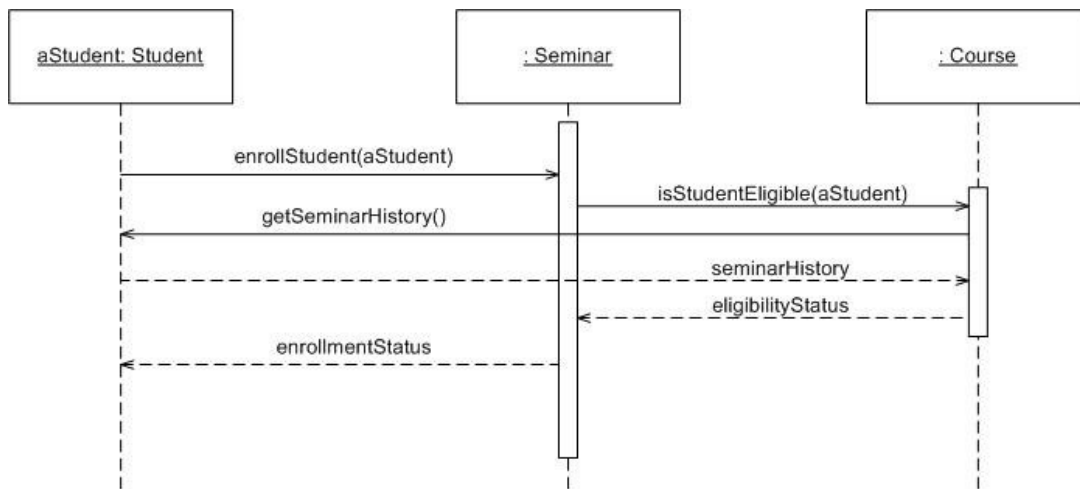 aStudent: Student
: Seminar
: Course
enrollStudent(aStudent)
isStudentEligible(aStudent)
getSeminarHistory()
seminarHistory
eligibilityStatus
enrollmentStatus